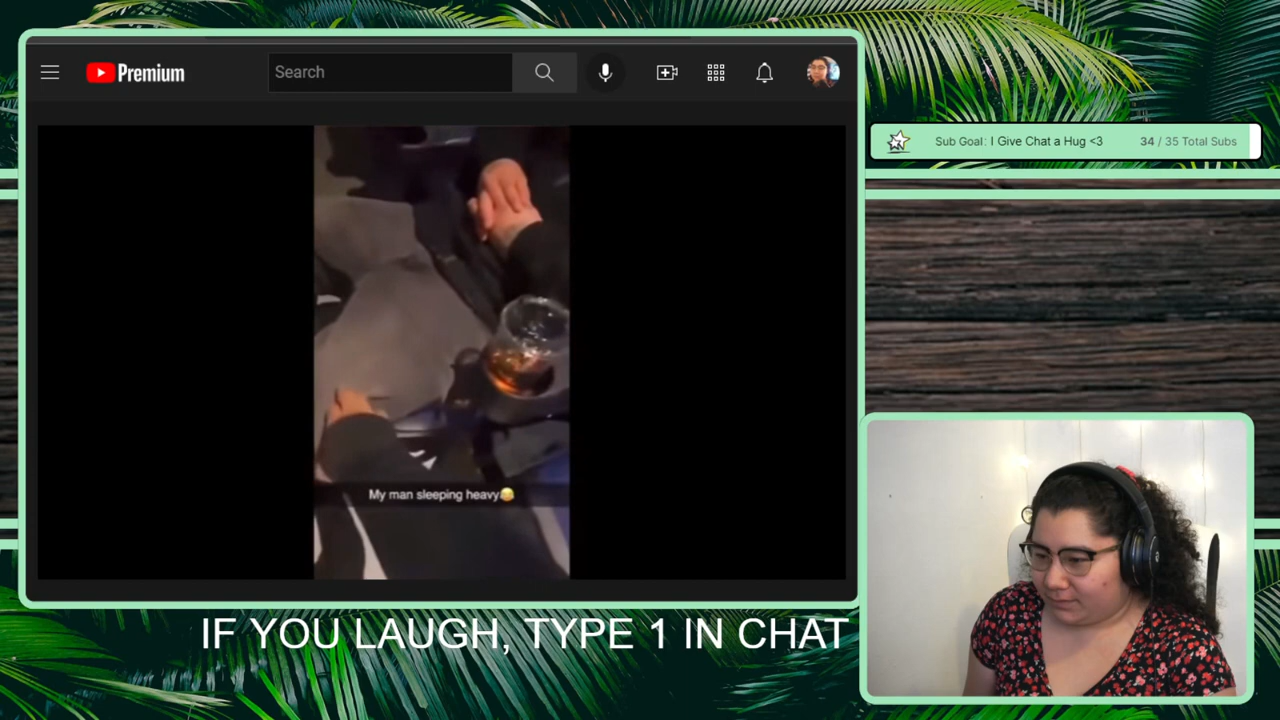 Premium
Search
Sub Goal: I Give Chat a Hug <3 34 / 35 Total Subs
My man sleeping heavy😂
IF YOU LAUGH, TYPE 1 IN CHAT